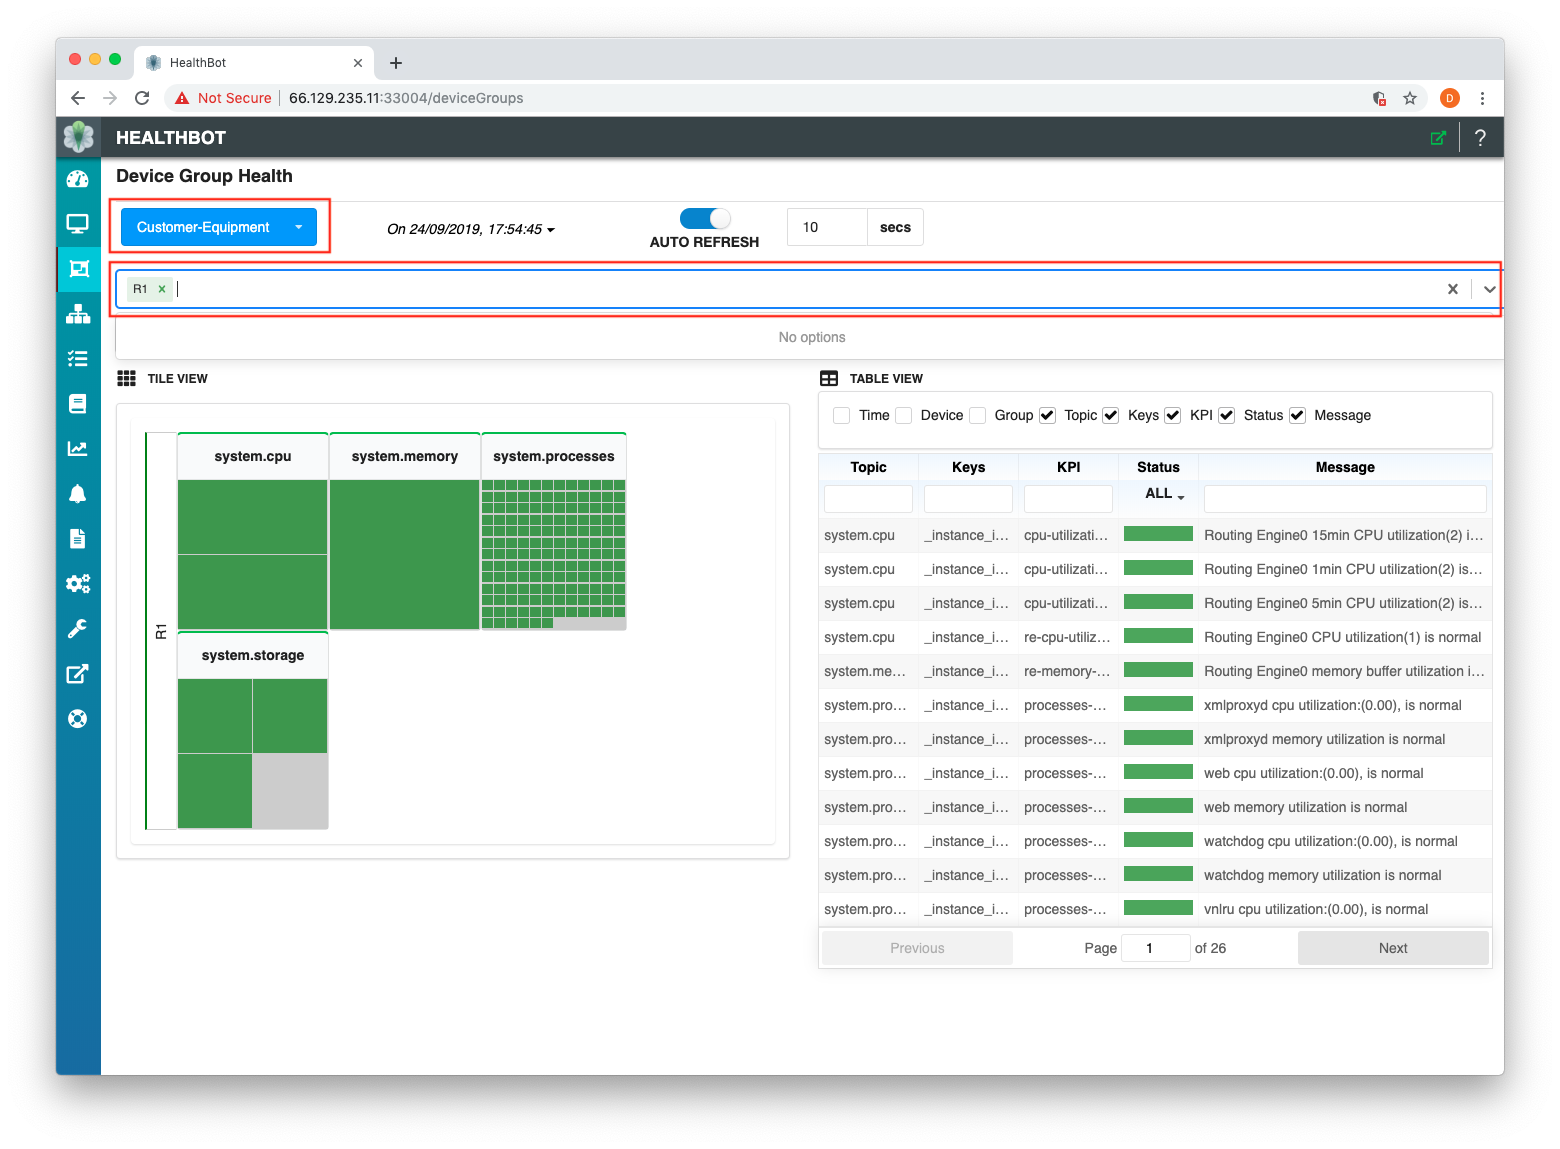 HealthBot
Not Secure | 66.129.235.11:33004/deviceGroups
D
HEALTHBOT
?
Device Group Health
Customer-Equipment
On 24/09/2019, 17:54:45
AUTO REFRESH
10 secs
R1
No options
TILE VIEW
system.cpu system.memory system.processes
R1
system.storage
TABLE VIEW
Time Device Group Topic Keys KPI Status Message
Topic Keys KPI Status Message
ALL
system.cpu _instance_i... cpu-utilizati... Routing Engine0 15min CPU utilization(2) i...
system.cpu _instance_i... cpu-utilizati... Routing Engine0 1min CPU utilization(2) is...
system.cpu _instance_i... cpu-utilizati... Routing Engine0 5min CPU utilization(2) is...
system.cpu _instance_i... re-cpu-utiliz... Routing Engine0 CPU utilization(1) is normal
system.me... _instance_i... re-memory-... Routing Engine0 memory buffer utilization i...
system.pro... _instance_i... processes-... xmlproxyd cpu utilization:(0.00), is normal
system.pro... _instance_i... processes-... xmlproxyd memory utilization is normal
system.pro... _instance_i... processes-... web cpu utilization:(0.00), is normal
system.pro... _instance_i... processes-... web memory utilization is normal
system.pro... _instance_i... processes-... watchdog cpu utilization:(0.00), is normal
system.pro... _instance_i... processes-... watchdog memory utilization is normal
system.pro... _instance_i... processes-... vnlru cpu utilization:(0.00), is normal
Previous Page 1 of 26 Next